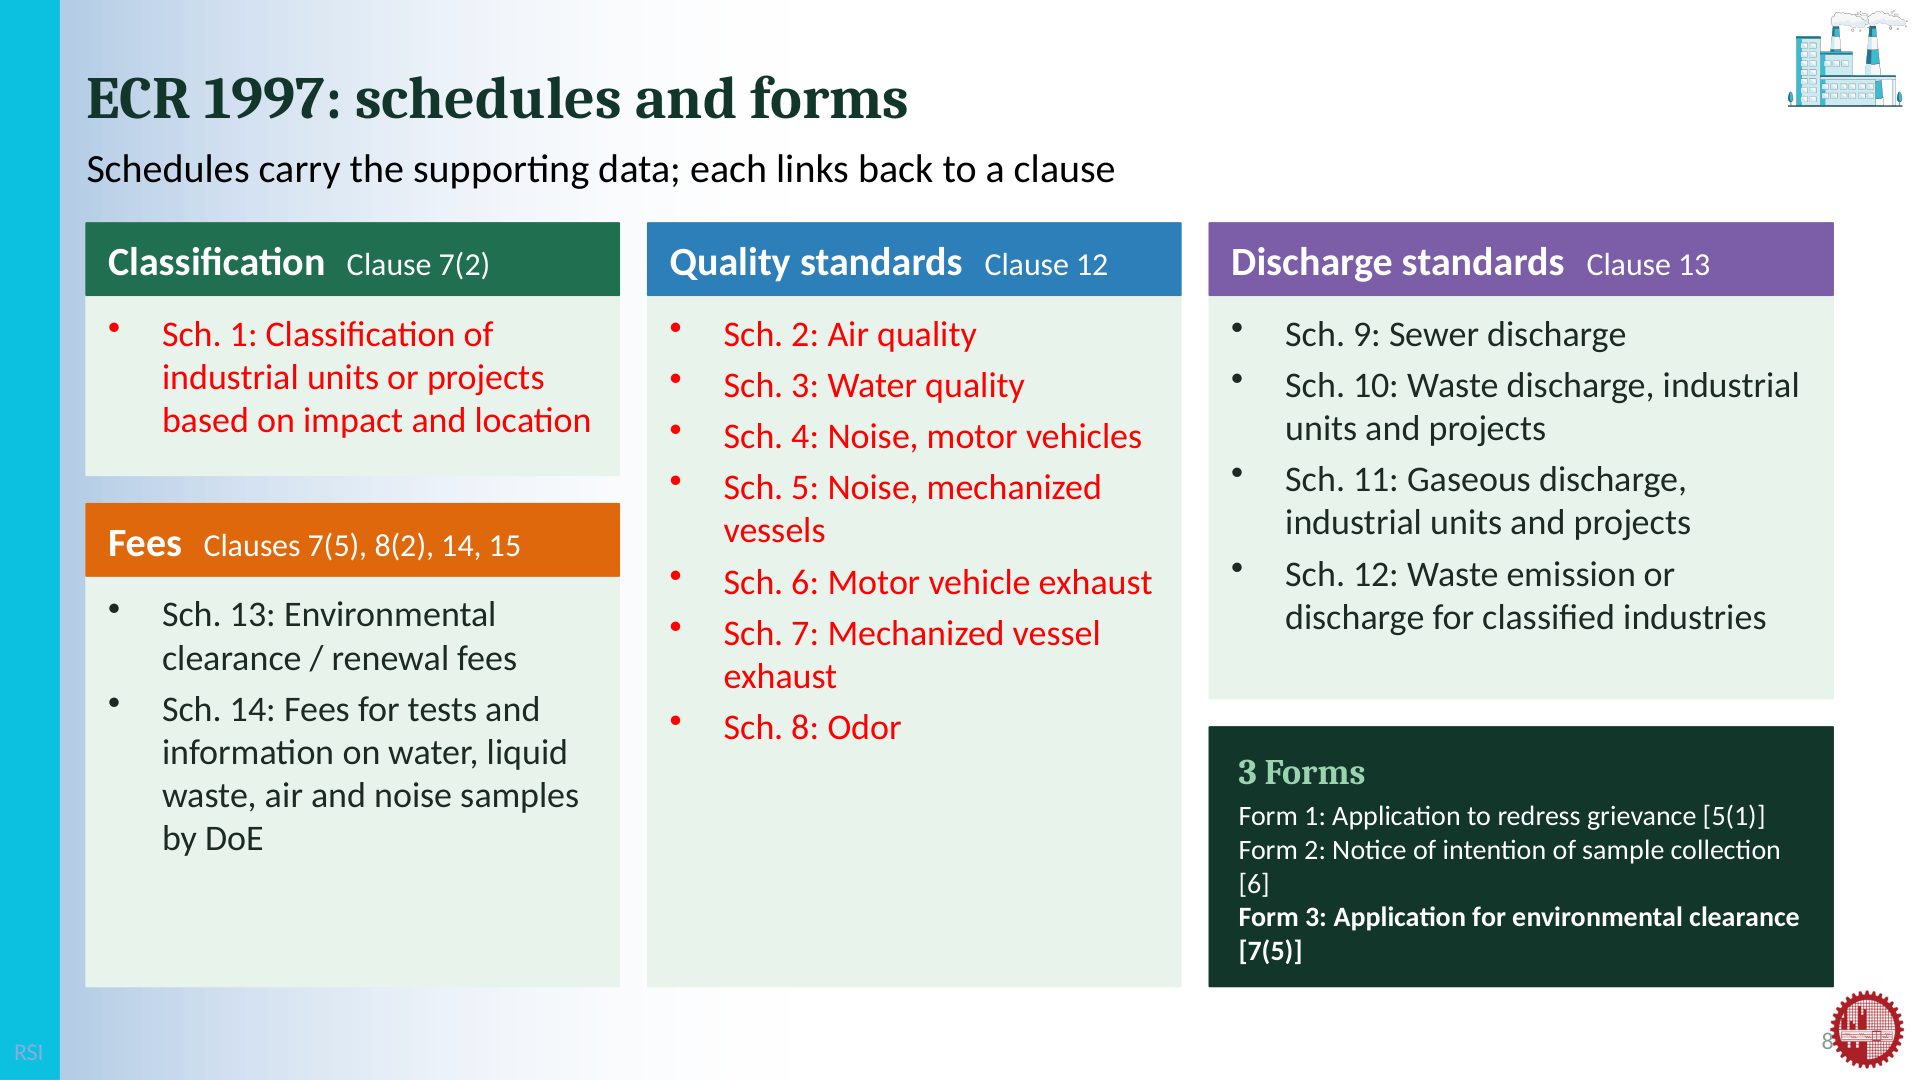 ECR 1997: schedules and forms
Schedules carry the supporting data; each links back to a clause
Classification Clause 7(2)
• Sch. 1: Classification of
industrial units or projects
based on impact and location
Fees Clauses 7(5), 8(2), 14, 15
• Sch. 13: Environmental
clearance / renewal fees
• Sch. 14: Fees for tests and
information on water, liquid
waste, air and noise samples
by DoE
Quality standards Clause 12
• Sch. 2: Air quality
• Sch. 3: Water quality
• Sch. 4: Noise, motor vehicles
• Sch. 5: Noise, mechanized
vessels
• Sch. 6: Motor vehicle exhaust
• Sch. 7: Mechanized vessel
exhaust
• Sch. 8: Odor
Discharge standards Clause 13
• Sch. 9: Sewer discharge
• Sch. 10: Waste discharge, industrial
units and projects
• Sch. 11: Gaseous discharge,
industrial units and projects
• Sch. 12: Waste emission or
discharge for classified industries
3 Forms
Form 1: Application to redress grievance [5(1)]
Form 2: Notice of intention of sample collection
[6]
Form 3: Application for environmental clearance
[7(5)]
RSI
8